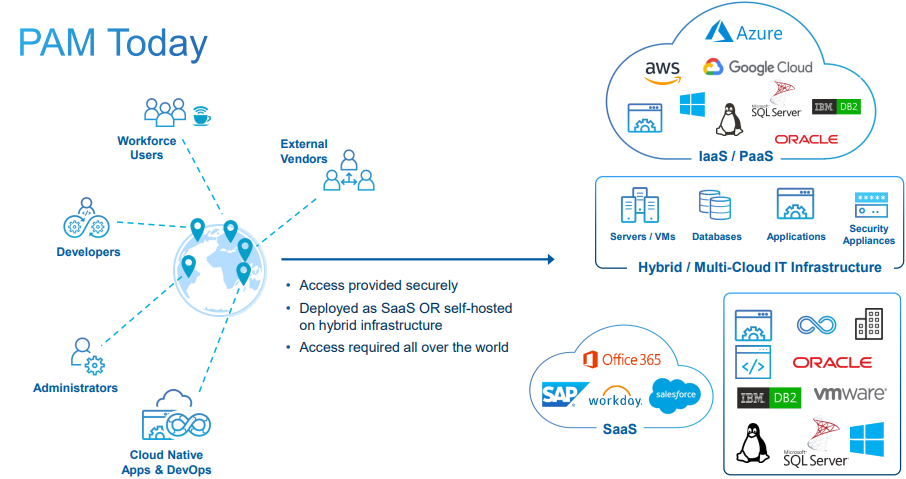 PAM Today
Workforce
Users
External
Vendors
Developers
Administrators
Cloud Native
Apps & DevOps
• Access provided securely
• Deployed as SaaS OR self-hosted
on hybrid infrastructure
• Access required all over the world
Azure
aws
Google Cloud
Microsoft
SQL Server
IBM DB2
ORACLE
IaaS / PaaS
Servers / VMs
Databases
Applications
Security
Appliances
Hybrid / Multi-Cloud IT Infrastructure
Office 365
SAP
workday.
salesforce
SaaS
</>
ORACLE
IBM DB2
vmware®
Microsoft
SQL Server